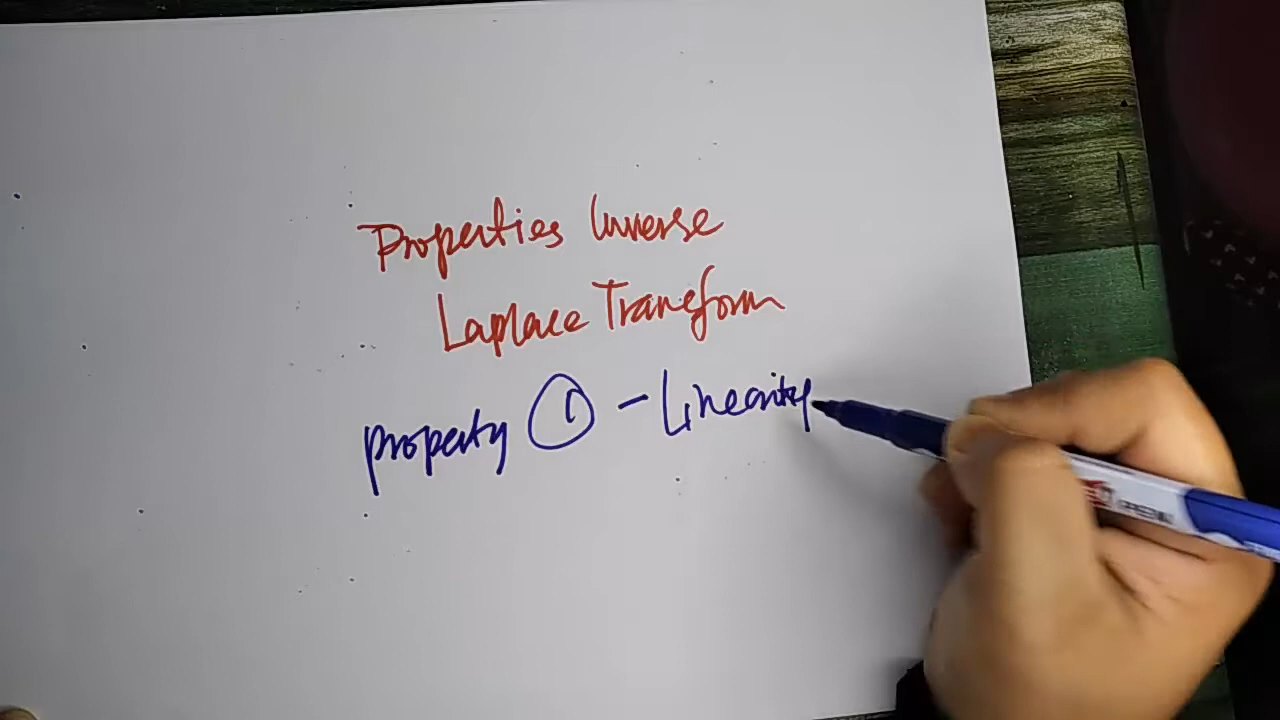 Properties Inverse
Laplace Transform
property ① - Linearity